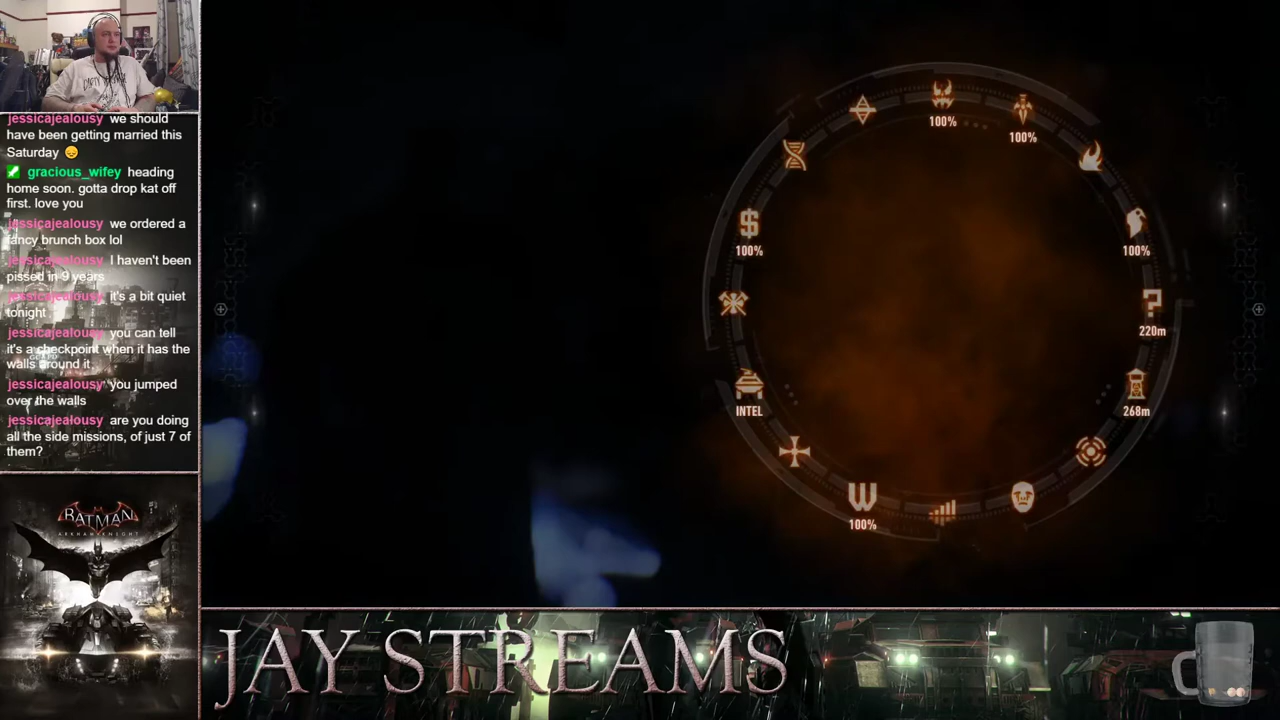 jessicajealousy we should
have been getting married this
Saturday 😔
gracious_wifey heading
home soon. gotta drop kat off
first. love you
jessicajealousy we ordered a
fancy brunch box lol
jessicajealousy I haven't been
pissed in 9 years
jessicajealousy it's a bit quiet
tonight
jessicajealousy you can tell
it's a checkpoint when it has the
walls around it
jessicajealousy you jumped
over the walls
jessicajealousy are you doing
all the side missions, of just 7 of
them?
BATMAN
ARKHAM KNIGHT
100%
100%
$
100%
100%
?
220m
INTEL
268m
W
100%
JAY STREAMS